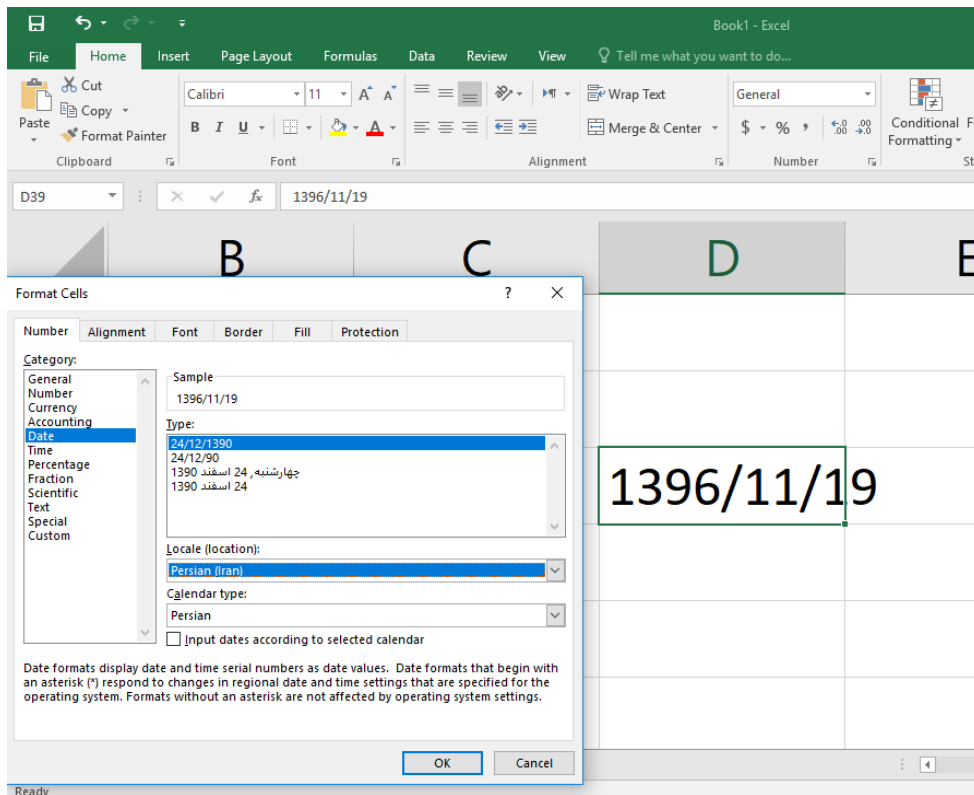 Book1 - Excel
File Home Insert Page Layout Formulas Data Review View Tell me what you want to do...
Paste
Cut
Copy
Format Painter
Clipboard
Calibri 11 A A
B I U A
Font
Wrap Text
Merge & Center
Alignment
General
$ % , .00 .0
Number
Conditional F
Formatting
St
D39 fx 1396/11/19
B C D E
1396/11/19
Format Cells ? X
Number Alignment Font Border Fill Protection
Category:
General
Number
Currency
Accounting
Date
Time
Percentage
Fraction
Scientific
Text
Special
Custom
Sample
1396/11/19
Type:
24/12/1390
24/12/90
چهارشنبه, 24 اسفند 1390
24 اسفند 1390
Locale (location):
Persian (Iran)
Calendar type:
Persian
Input dates according to selected calendar
Date formats display date and time serial numbers as date values. Date formats that begin with
an asterisk (*) respond to changes in regional date and time settings that are specified for the
operating system. Formats without an asterisk are not affected by operating system settings.
OK Cancel
Ready